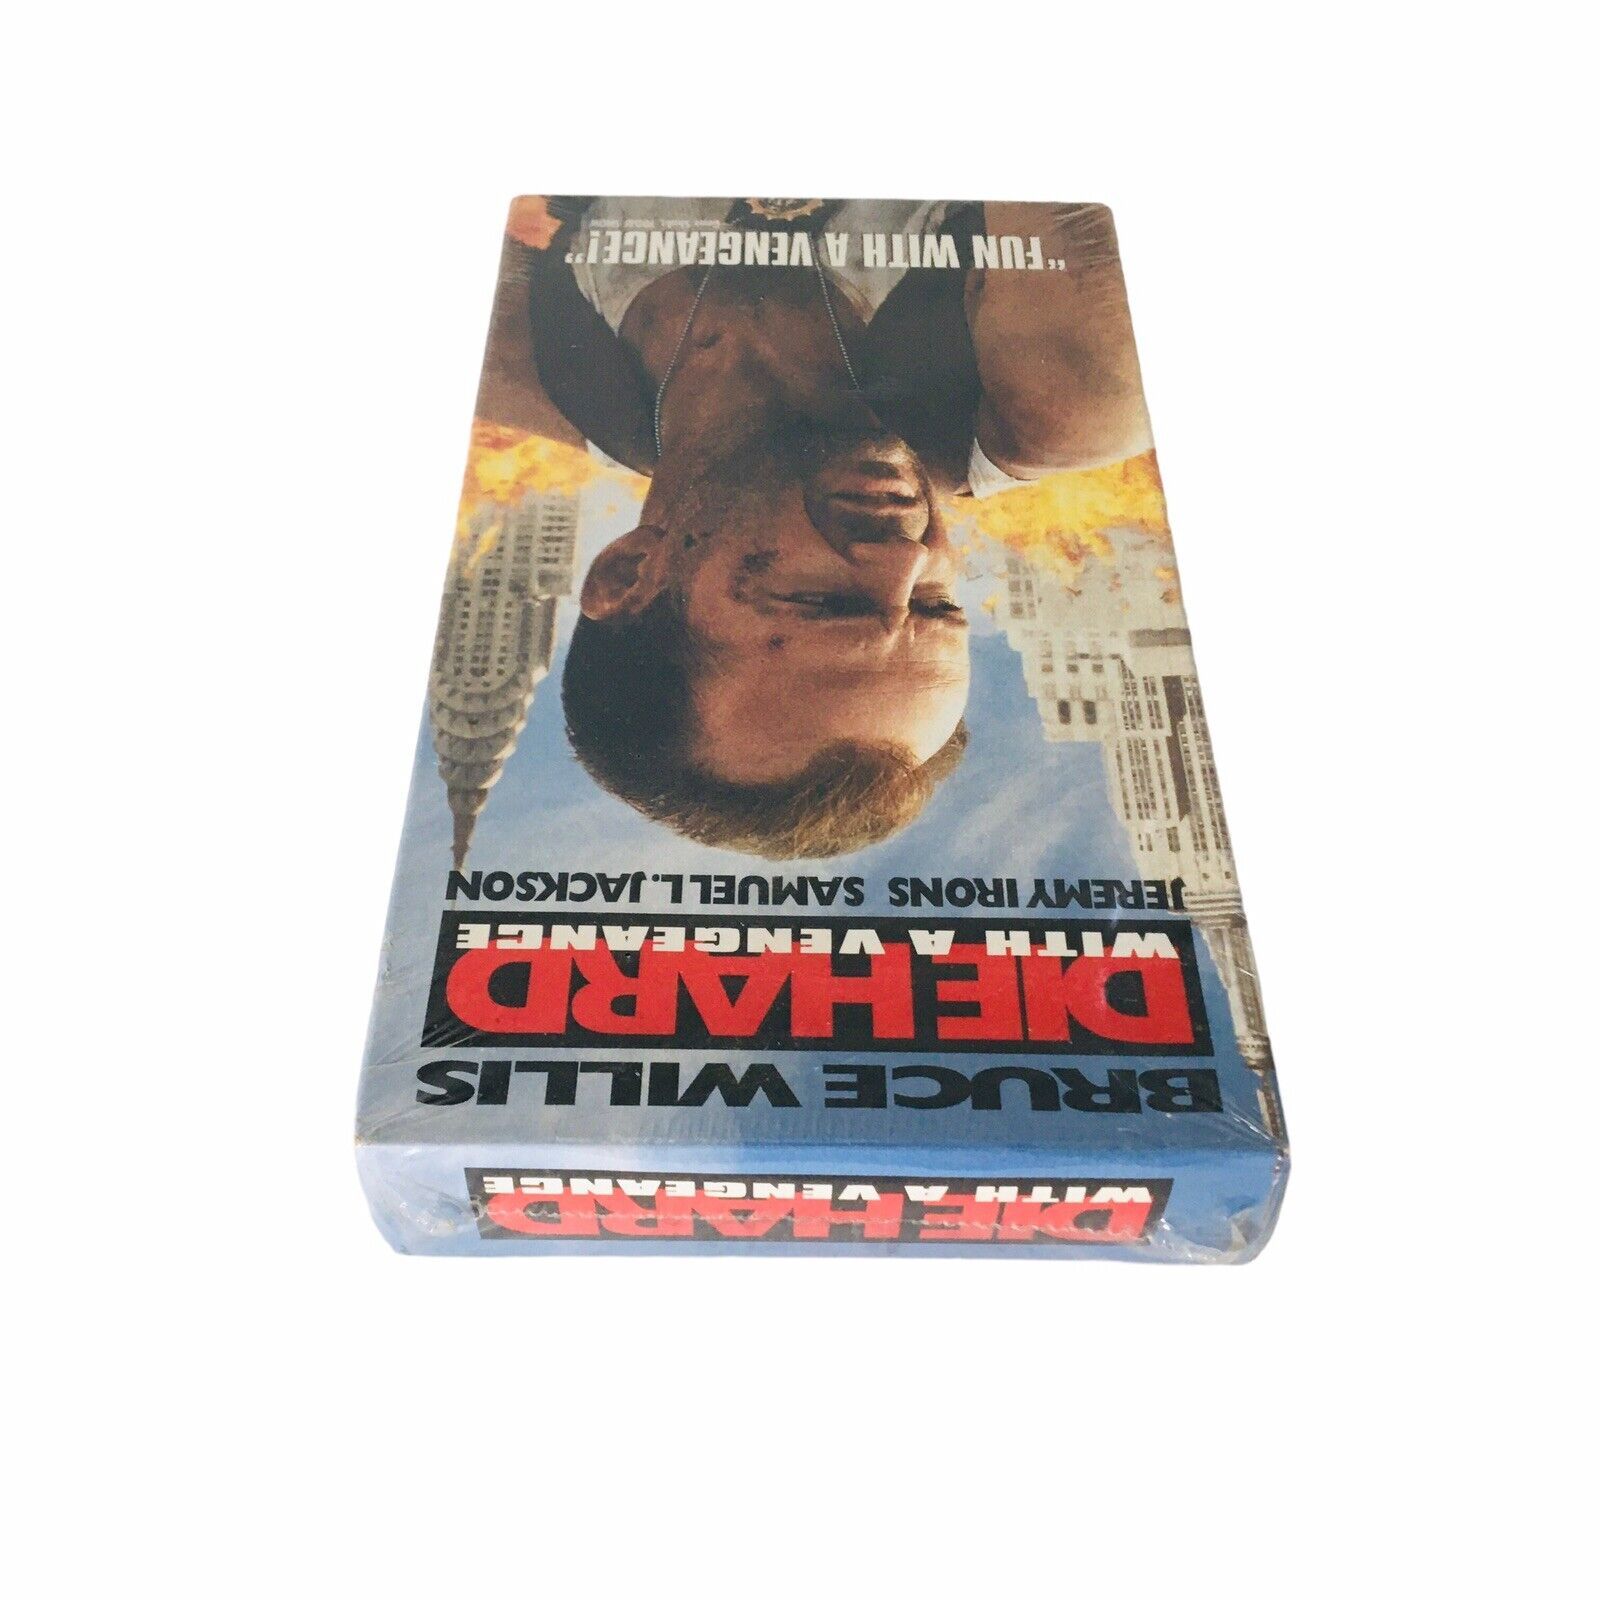 BRUCE WILLIS
DIE HARD
WITH A VENGEANCE
JEREMY IRONS SAMUEL L. JACKSON
"FUN WITH A VENGEANCE!"
DIE HARD
WITH A VENGEANCE